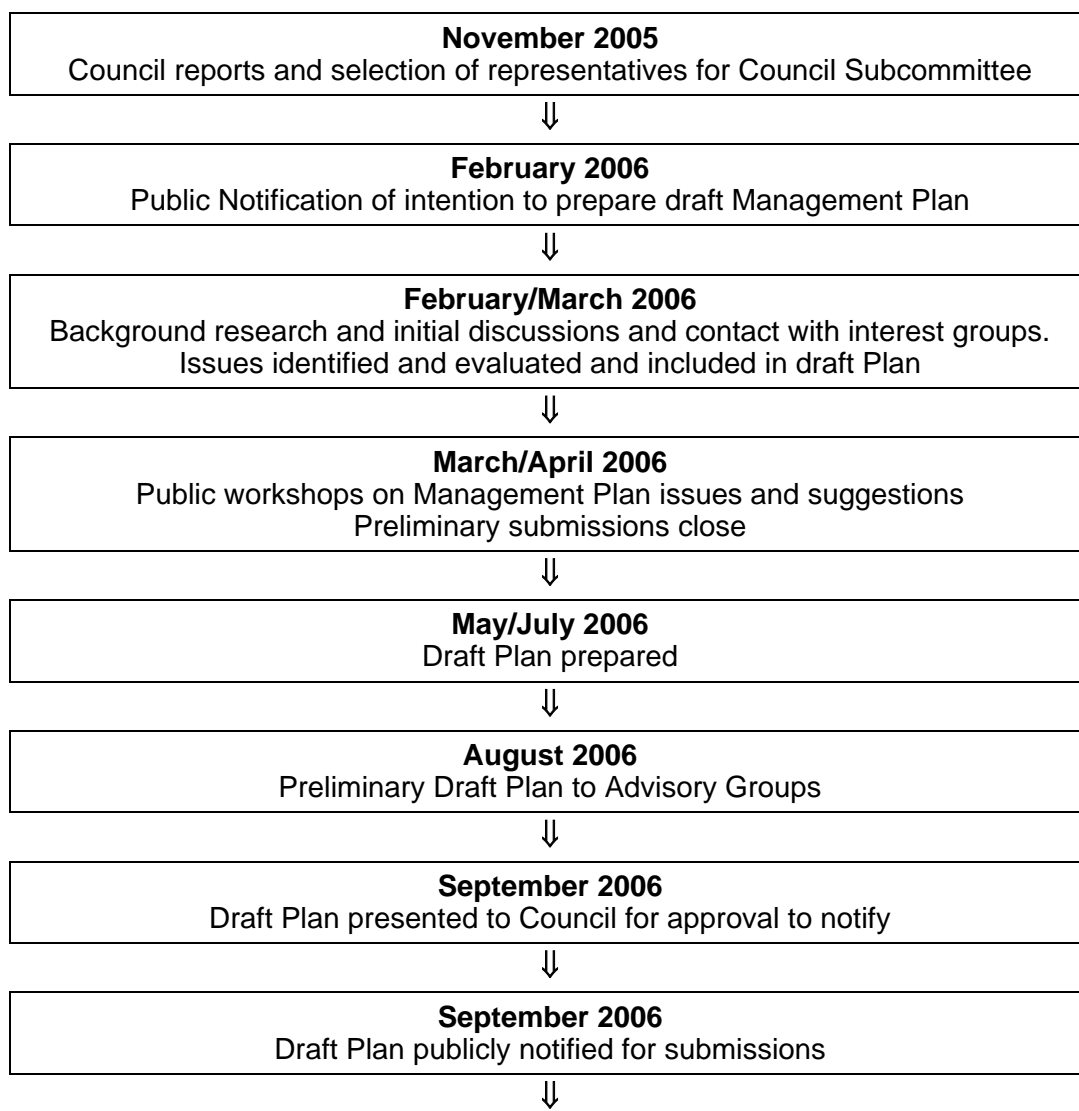 November 2005
Council reports and selection of representatives for Council Subcommittee
⇓
February 2006
Public Notification of intention to prepare draft Management Plan
⇓
February/March 2006
Background research and initial discussions and contact with interest groups.
Issues identified and evaluated and included in draft Plan
⇓
March/April 2006
Public workshops on Management Plan issues and suggestions
Preliminary submissions close
⇓
May/July 2006
Draft Plan prepared
⇓
August 2006
Preliminary Draft Plan to Advisory Groups
⇓
September 2006
Draft Plan presented to Council for approval to notify
⇓
September 2006
Draft Plan publicly notified for submissions
⇓